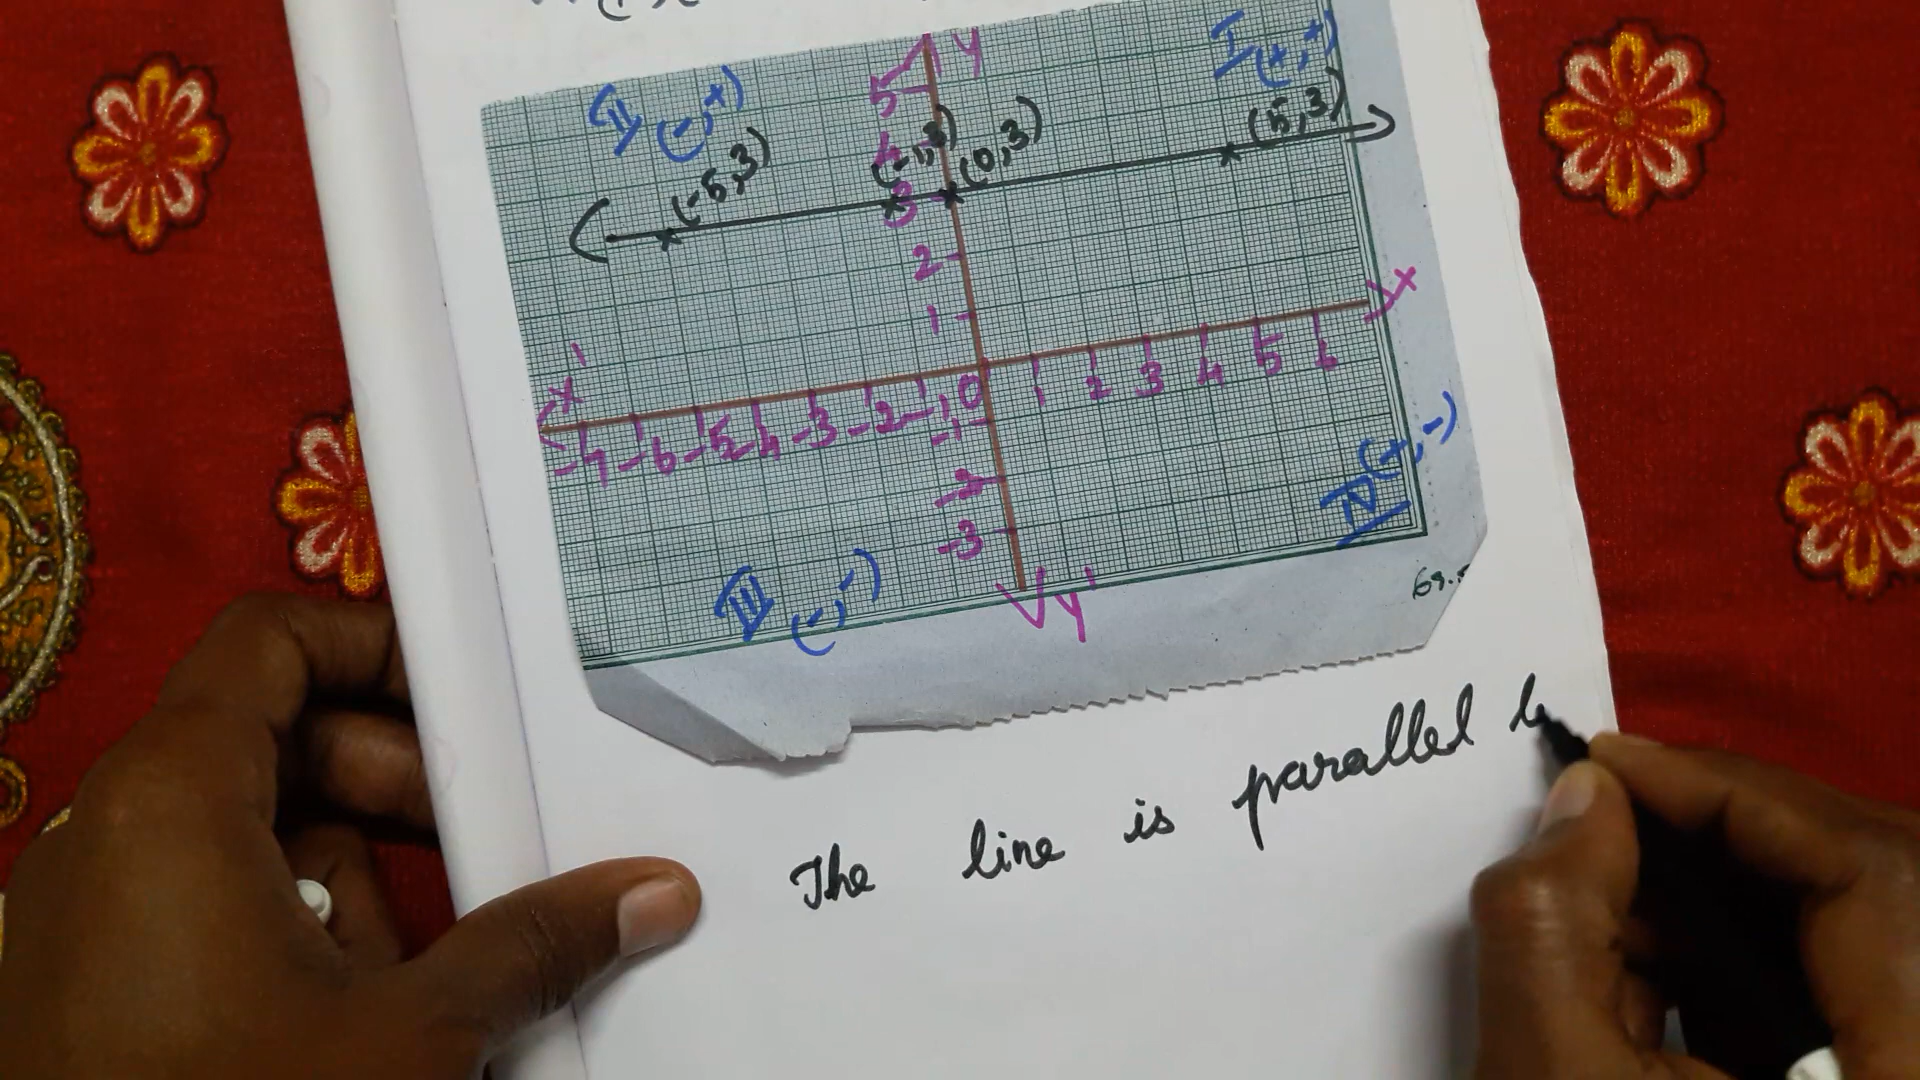 y
I (+,+)
II (-,+)
5
4
(-5,3)
(-1,3)
(0,3)
(5,3)
3
2
1
x
x'
-7 -6 -5 -4 -3 -2 -1 0 1 2 3 4 5 6
-1
-2
-3
III (-,-)
IV (+,-)
y'
The line is parallel